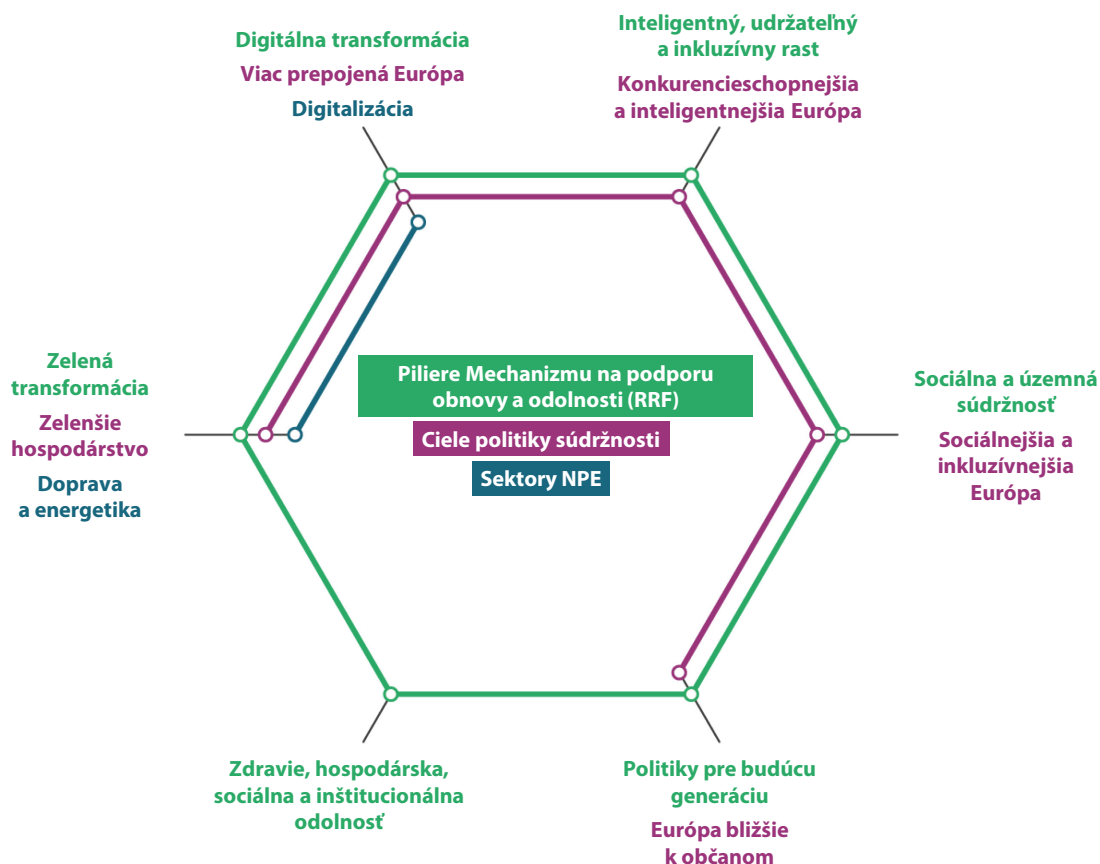 Digitálna transformácia
Viac prepojená Európa
Digitalizácia
Inteligentný, udržateľný
a inkluzívny rast
Konkurencieschopnejšia
a inteligentnejšia Európa
Zelená
transformácia
Zelenšie
hospodárstvo
Doprava
a energetika
Piliere Mechanizmu na podporu
obnovy a odolnosti (RRF)
Ciele politiky súdržnosti
Sektory NPE
Sociálna a územná
súdržnosť
Sociálnejšia a
inkluzívnejšia
Európa
Zdravie, hospodárska,
sociálna a inštitucionálna
odolnosť
Politiky pre budúcu
generáciu
Európa bližšie
k občanom